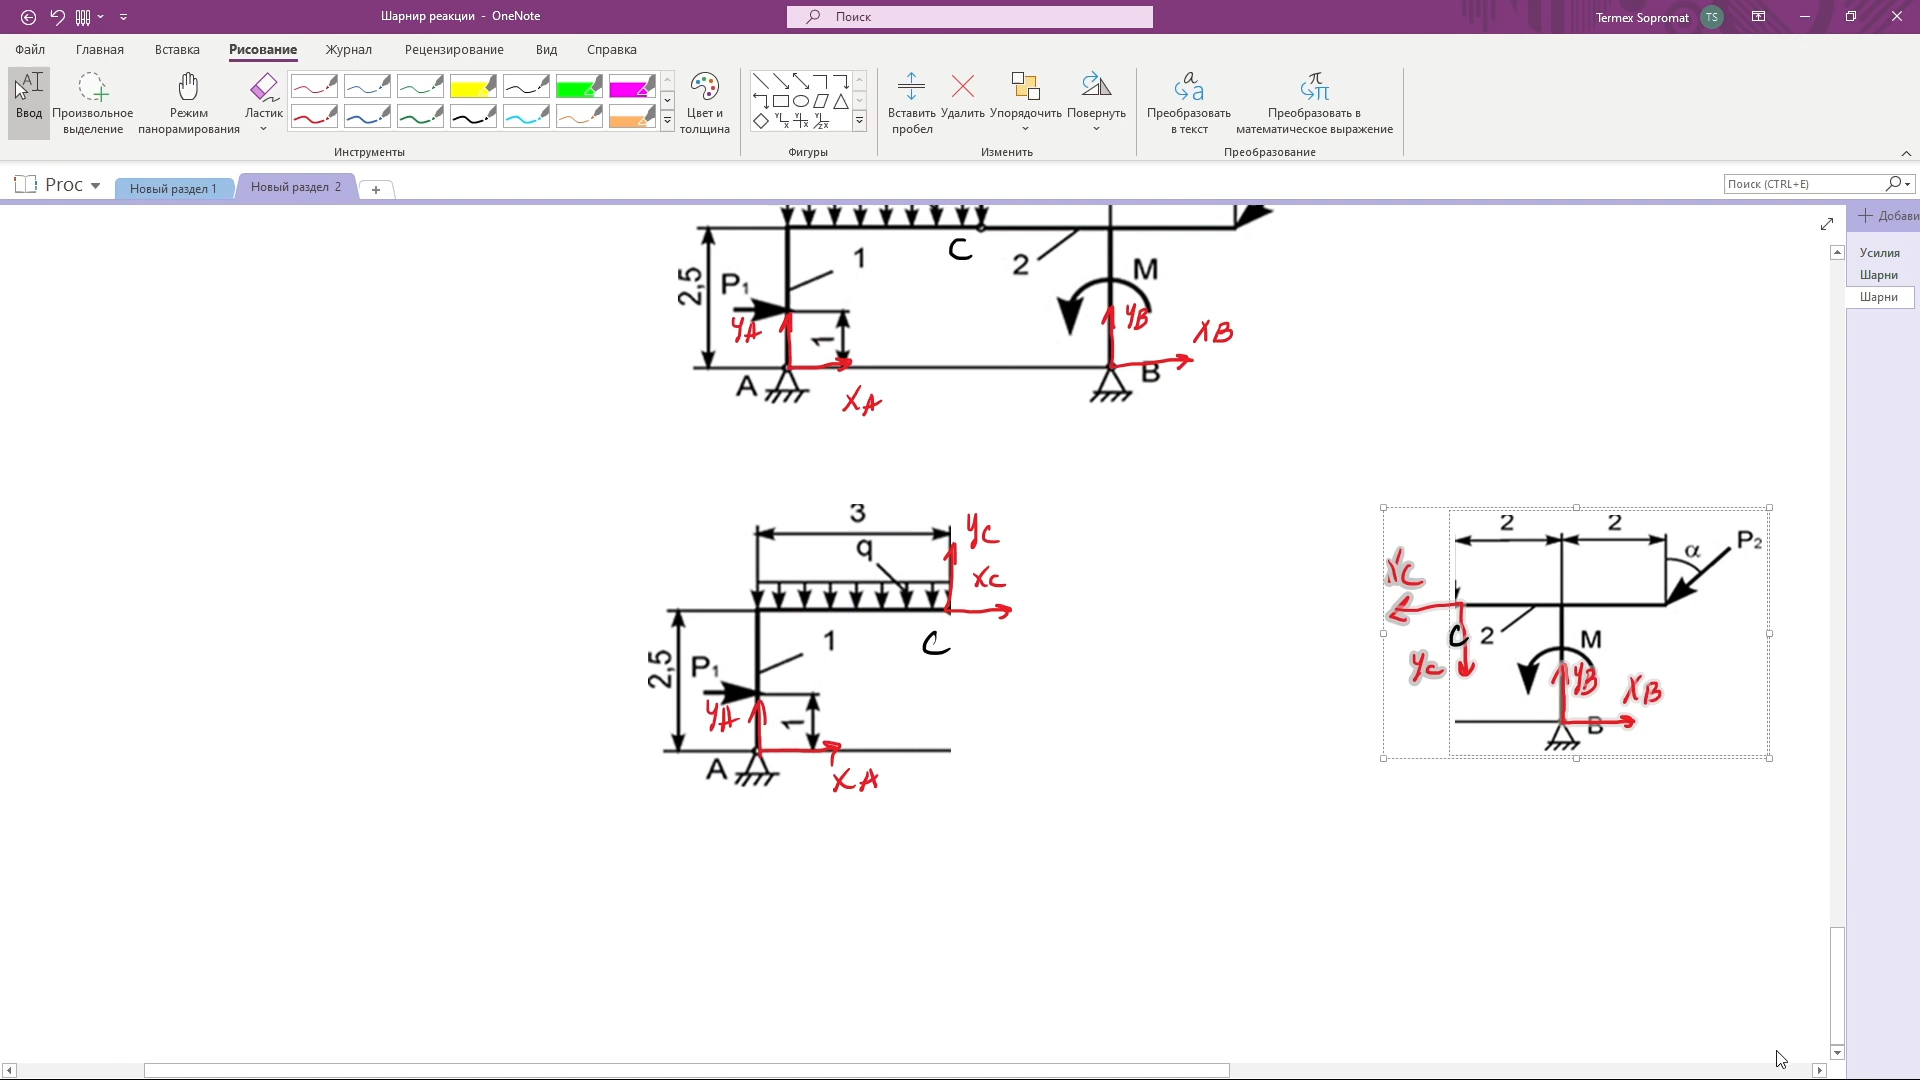 Шарнир реакции - OneNote
Поиск
Termex Sopromat
TS
Файл
Главная
Вставка
Рисование
Журнал
Рецензирование
Вид
Справка
Ввод
Произвольное выделение
Режим панорамирования
Ластик
Цвет и толщина
Вставить пробел
Удалить
Упорядочить
Повернуть
Преобразовать в текст
Преобразовать в математическое выражение
Инструменты
Фигуры
Изменить
Преобразование
Proc
Новый раздел 1
Новый раздел 2
Поиск (CTRL+E)
Добави
Усилия
Шарни
Шарни
1
C
2
M
2,5
P₁
YA
1
YB
XB
A
B
XA
3
YC
q
XC
1
C
2,5
P₁
YA
1
A
XA
2
2
α
P₂
XC
C
2
M
YC
YB
XB
B